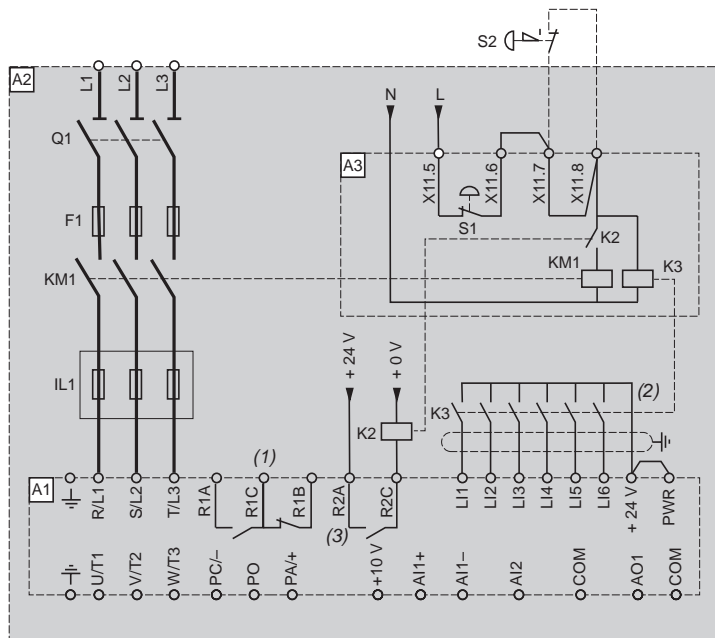 S2
A2
L1
L2
L3
N
L
Q1
A3
X11.5
X11.6
X11.7
X11.8
S1
K2
F1
KM1
KM1
K3
+ 24 V
+ 0 V
IL1
K2
K3
(2)
(1)
A1
R/L1
S/L2
T/L3
R1A
R1C
R1B
R2A
R2C
LI1
LI2
LI3
LI4
LI5
LI6
+ 24 V
PWR
(3)
U/T1
V/T2
W/T3
PC/–
PO
PA/+
+10 V
AI1+
AI1–
AI2
COM
AO1
COM